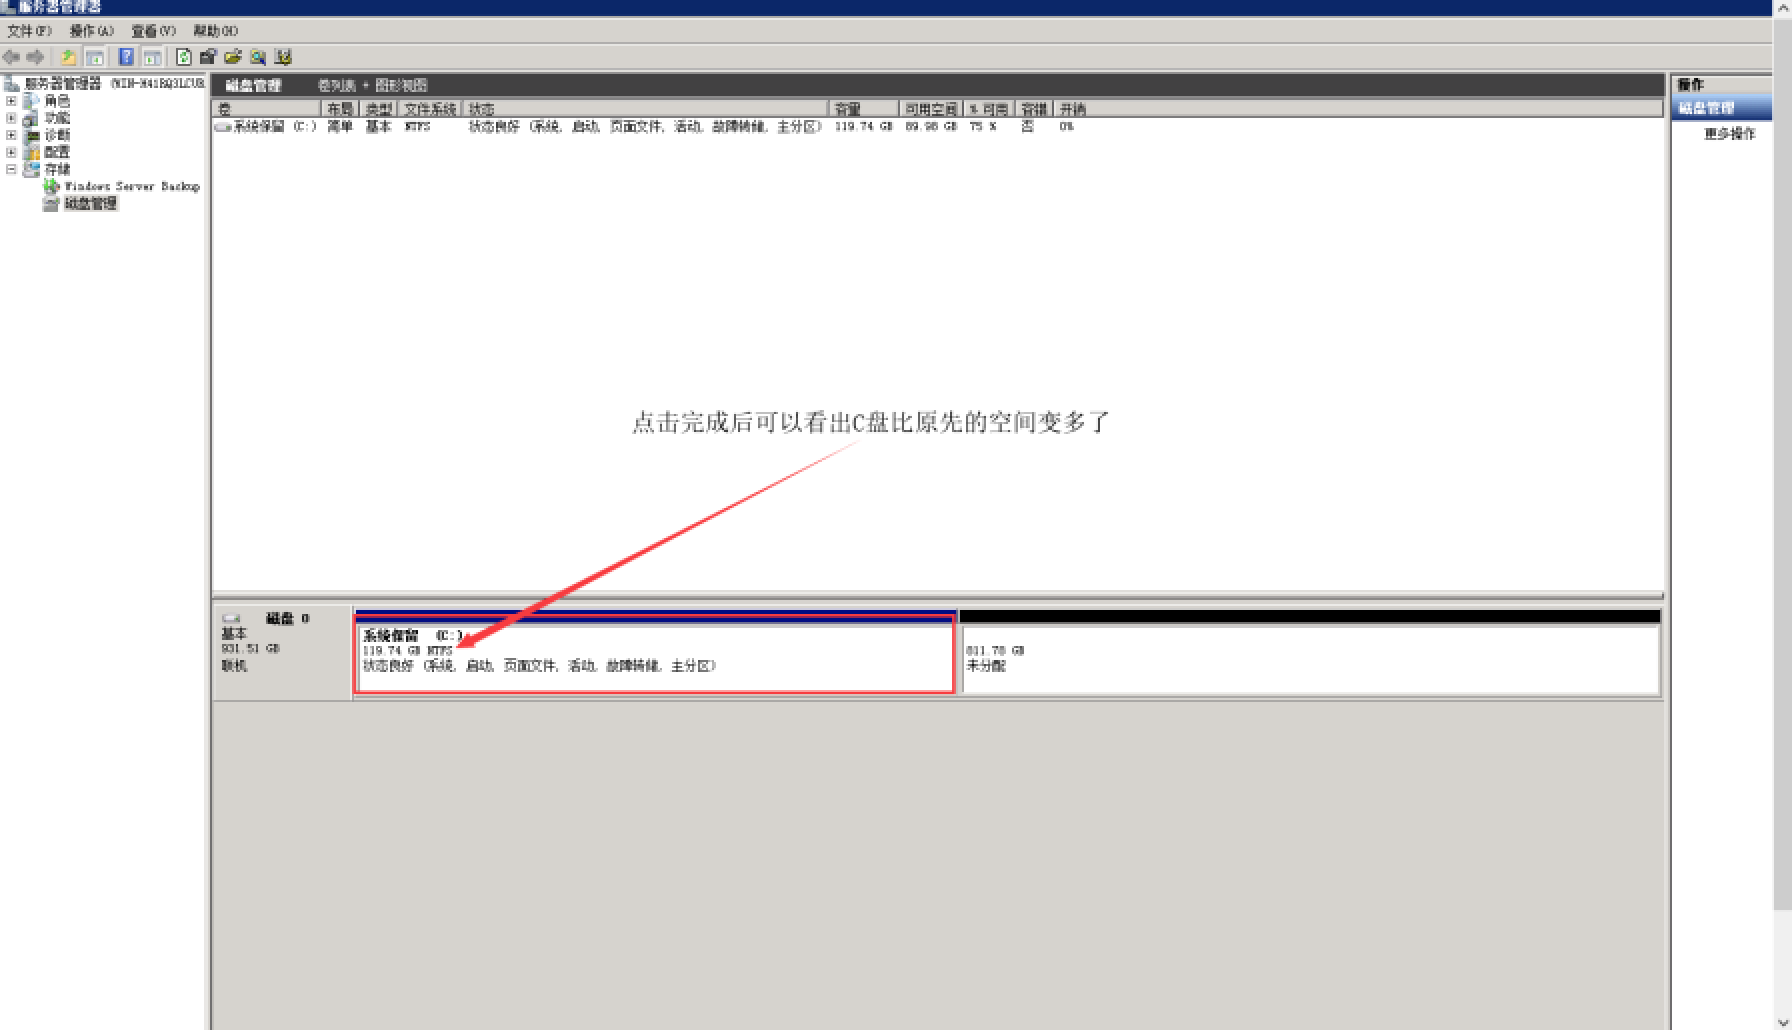 服务器管理器
文件(F) 操作(A) 查看(V) 帮助(H)
服务器管理器
角色
功能
诊断
配置
存储
Windows Server Backup
磁盘管理
磁盘管理 卷列表 + 图形视图
卷 布局 类型 文件系统 状态 容量 可用空间 % 可用 容错 开销
系统保留 (C:) 简单 基本 NTFS 状态良好 (系统, 启动, 页面文件, 活动, 故障转储, 主分区) 119.74 GB 89.98 GB 75 % 否 0%
点击完成后可以看出C盘比原先的空间变多了
磁盘 0
基本
931.51 GB
联机
系统保留 (C:)
119.74 GB NTFS
状态良好 (系统, 启动, 页面文件, 活动, 故障转储, 主分区)
811.78 GB
未分配
操作
磁盘管理
更多操作